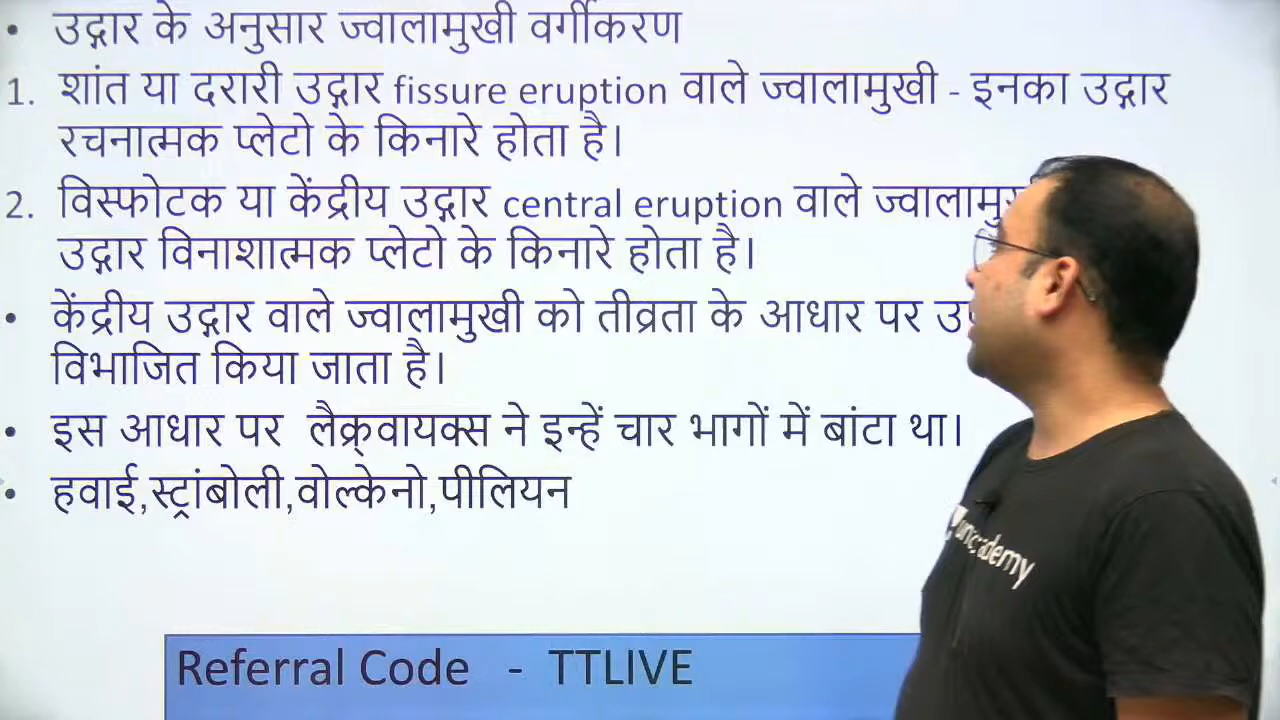 • उद्गार के अनुसार ज्वालामुखी वर्गीकरण
1. शांत या दरारी उद्गार fissure eruption वाले ज्वालामुखी - इनका उद्गार
रचनात्मक प्लेटो के किनारे होता है।
2. विस्फोटक या केंद्रीय उद्गार central eruption वाले
उद्गार विनाशात्मक प्लेटो के किनारे होता है।
• केंद्रीय उद्गार वाले ज्वालामुखी को तीव्रता के आधार पर
विभाजित किया जाता है।
• इस आधार पर लैक्र्वायक्स ने इन्हें चार भागों में बांटा था।
• हवाई,स्ट्रांबोली,वोल्केनो,पीलियन
unacademy
Referral Code - TTLIVE